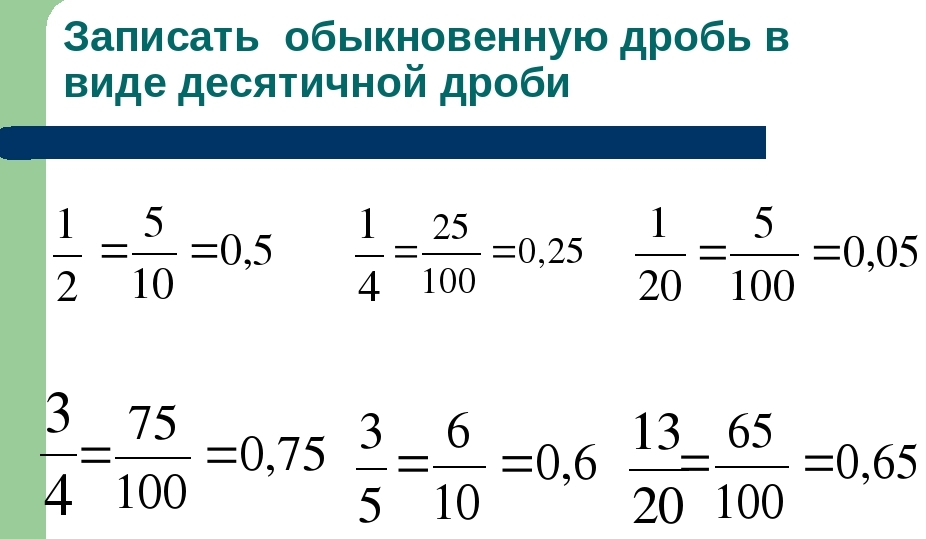 Записать обыкновенную дробь в
виде десятичной дроби
1/2 = 5/10 = 0,5
1/4 = 25/100 = 0,25
1/20 = 5/100 = 0,05
3/4 = 75/100 = 0,75
3/5 = 6/10 = 0,6
13/20 = 65/100 = 0,65